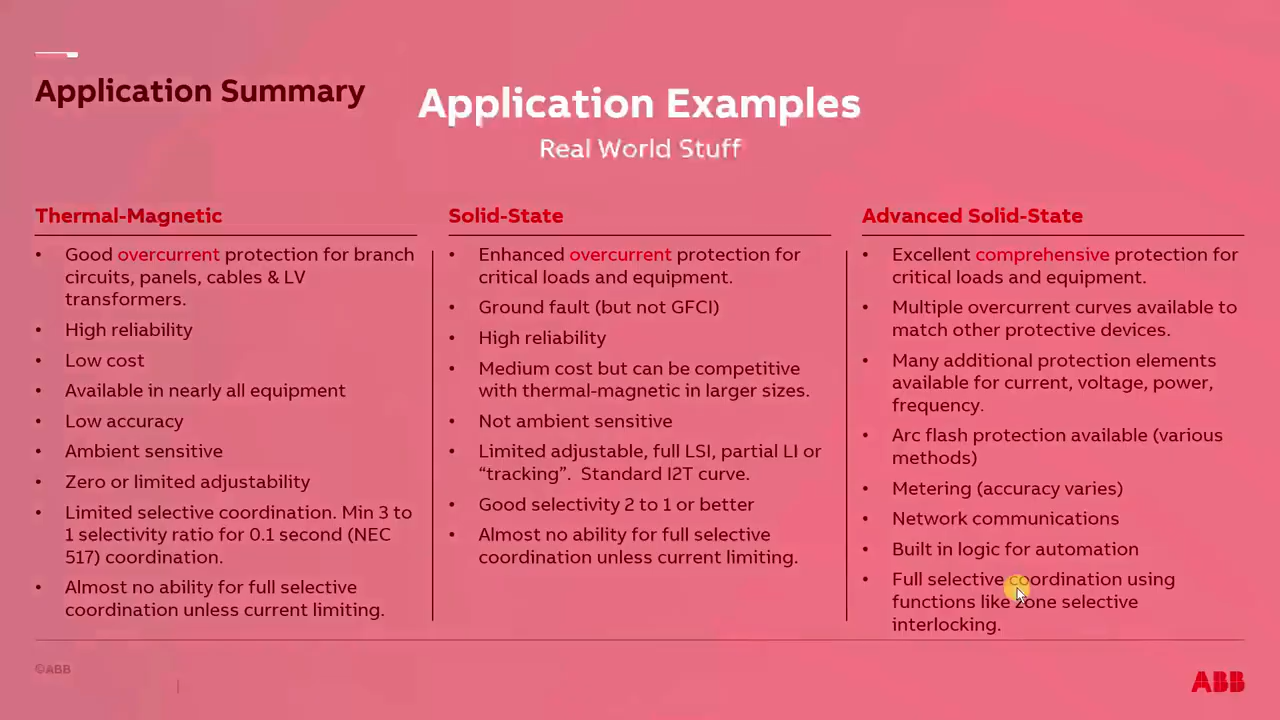 Application Summary
Application Examples
Real World Stuff
Thermal-Magnetic
• Good overcurrent protection for branch
circuits, panels, cables & LV
transformers.
• High reliability
• Low cost
• Available in nearly all equipment
• Low accuracy
• Ambient sensitive
• Zero or limited adjustability
• Limited selective coordination. Min 3 to
1 selectivity ratio for 0.1 second (NEC
517) coordination.
• Almost no ability for full selective
coordination unless current limiting.
Solid-State
• Enhanced overcurrent protection for
critical loads and equipment.
• Ground fault (but not GFCI)
• High reliability
• Medium cost but can be competitive
with thermal-magnetic in larger sizes.
• Not ambient sensitive
• Limited adjustable, full LSI, partial LI or
“tracking”. Standard I2T curve.
• Good selectivity 2 to 1 or better
• Almost no ability for full selective
coordination unless current limiting.
Advanced Solid-State
• Excellent comprehensive protection for
critical loads and equipment.
• Multiple overcurrent curves available to
match other protective devices.
• Many additional protection elements
available for current, voltage, power,
frequency.
• Arc flash protection available (various
methods)
• Metering (accuracy varies)
• Network communications
• Built in logic for automation
• Full selective coordination using
functions like zone selective
interlocking.
©ABB
ABB